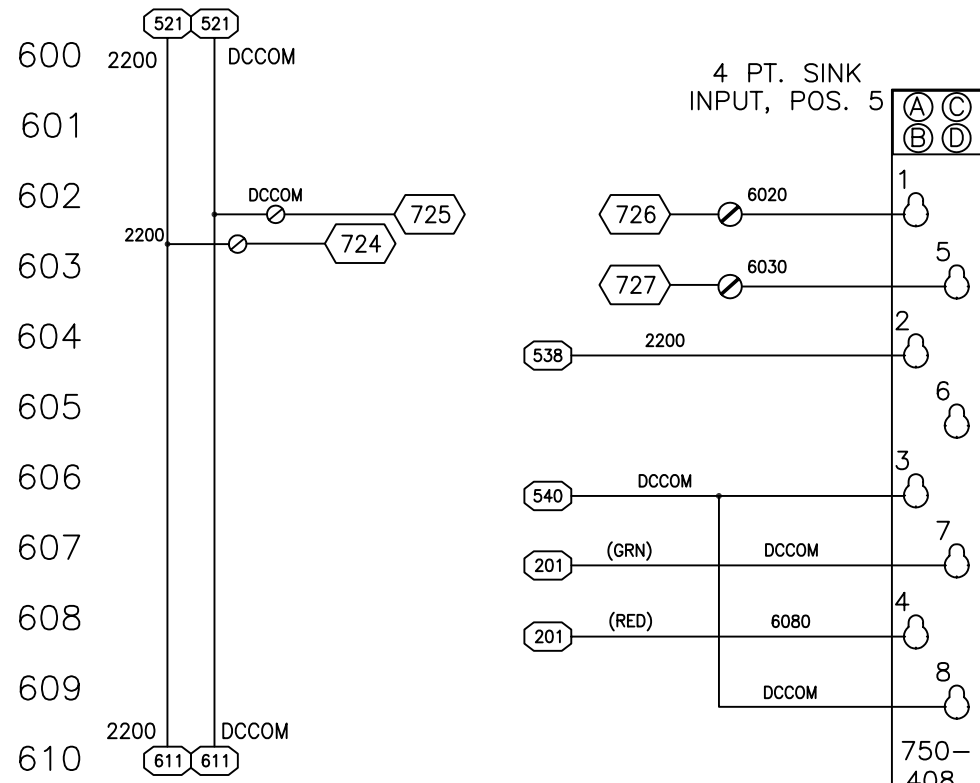 521 521
600 2200 DCCOM
4 PT. SINK
INPUT, POS. 5 A C
601 B D
602 DCCOM 725 726 6020 1
2200 724
603 727 6030 5
604 538 2200 2
605 6
606 540 DCCOM 3
607 201 (GRN) DCCOM 7
608 201 (RED) 6080 4
609 DCCOM 8
2200 DCCOM
610 611 611 750-
408